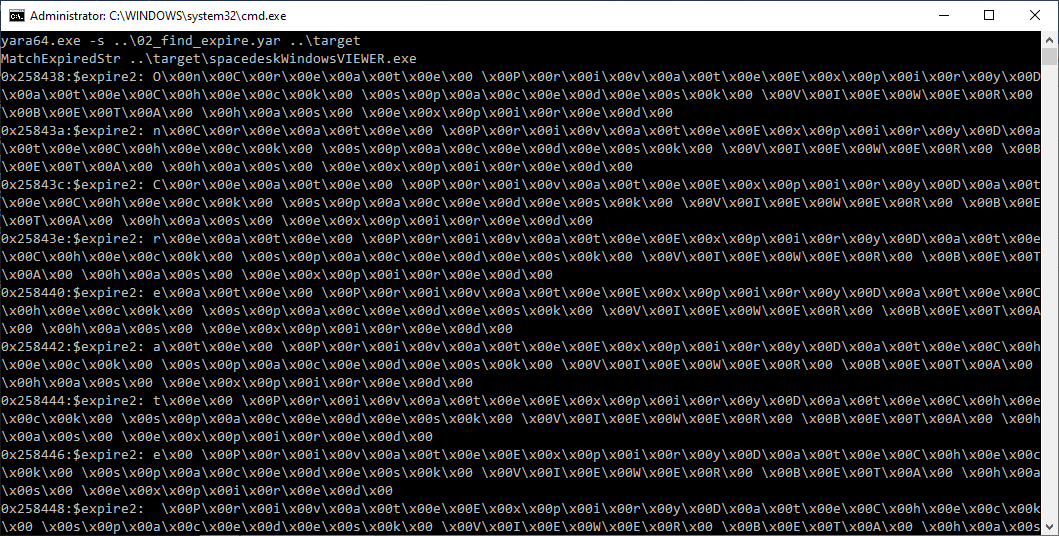 Administrator: C:\WINDOWS\system32\cmd.exe
yara64.exe -s ..\02_find_expire.yar ..\target
MatchExpiredStr ..\target\spacedeskWindowsVIEWER.exe
0x258438:$expire2: O\x00n\x00C\x00r\x00e\x00a\x00t\x00e\x00 \x00P\x00r\x00i\x00v\x00a\x00t\x00e\x00E\x00x\x00p\x00i\x00r\x00y\x00D
\x00a\x00t\x00e\x00C\x00h\x00e\x00c\x00k\x00 \x00s\x00p\x00a\x00c\x00e\x00d\x00e\x00s\x00k\x00 \x00V\x00I\x00E\x00W\x00E\x00R\x00
\x00B\x00E\x00T\x00A\x00 \x00h\x00a\x00s\x00 \x00e\x00x\x00p\x00i\x00r\x00e\x00d\x00
0x25843a:$expire2: n\x00C\x00r\x00e\x00a\x00t\x00e\x00 \x00P\x00r\x00i\x00v\x00a\x00t\x00e\x00E\x00x\x00p\x00i\x00r\x00y\x00D\x00a
\x00t\x00e\x00C\x00h\x00e\x00c\x00k\x00 \x00s\x00p\x00a\x00c\x00e\x00d\x00e\x00s\x00k\x00 \x00V\x00I\x00E\x00W\x00E\x00R\x00 \x00B
\x00E\x00T\x00A\x00 \x00h\x00a\x00s\x00 \x00e\x00x\x00p\x00i\x00r\x00e\x00d\x00
0x25843c:$expire2: C\x00r\x00e\x00a\x00t\x00e\x00 \x00P\x00r\x00i\x00v\x00a\x00t\x00e\x00E\x00x\x00p\x00i\x00r\x00y\x00D\x00a\x00t
\x00e\x00C\x00h\x00e\x00c\x00k\x00 \x00s\x00p\x00a\x00c\x00e\x00d\x00e\x00s\x00k\x00 \x00V\x00I\x00E\x00W\x00E\x00R\x00 \x00B\x00E
\x00T\x00A\x00 \x00h\x00a\x00s\x00 \x00e\x00x\x00p\x00i\x00r\x00e\x00d\x00
0x25843e:$expire2: r\x00e\x00a\x00t\x00e\x00 \x00P\x00r\x00i\x00v\x00a\x00t\x00e\x00E\x00x\x00p\x00i\x00r\x00y\x00D\x00a\x00t\x00e
\x00C\x00h\x00e\x00c\x00k\x00 \x00s\x00p\x00a\x00c\x00e\x00d\x00e\x00s\x00k\x00 \x00V\x00I\x00E\x00W\x00E\x00R\x00 \x00B\x00E\x00T
\x00A\x00 \x00h\x00a\x00s\x00 \x00e\x00x\x00p\x00i\x00r\x00e\x00d\x00
0x258440:$expire2: e\x00a\x00t\x00e\x00 \x00P\x00r\x00i\x00v\x00a\x00t\x00e\x00E\x00x\x00p\x00i\x00r\x00y\x00D\x00a\x00t\x00e\x00C
\x00h\x00e\x00c\x00k\x00 \x00s\x00p\x00a\x00c\x00e\x00d\x00e\x00s\x00k\x00 \x00V\x00I\x00E\x00W\x00E\x00R\x00 \x00B\x00E\x00T\x00A
\x00 \x00h\x00a\x00s\x00 \x00e\x00x\x00p\x00i\x00r\x00e\x00d\x00
0x258442:$expire2: a\x00t\x00e\x00 \x00P\x00r\x00i\x00v\x00a\x00t\x00e\x00E\x00x\x00p\x00i\x00r\x00y\x00D\x00a\x00t\x00e\x00C\x00h
\x00e\x00c\x00k\x00 \x00s\x00p\x00a\x00c\x00e\x00d\x00e\x00s\x00k\x00 \x00V\x00I\x00E\x00W\x00E\x00R\x00 \x00B\x00E\x00T\x00A\x00
\x00h\x00a\x00s\x00 \x00e\x00x\x00p\x00i\x00r\x00e\x00d\x00
0x258444:$expire2: t\x00e\x00 \x00P\x00r\x00i\x00v\x00a\x00t\x00e\x00E\x00x\x00p\x00i\x00r\x00y\x00D\x00a\x00t\x00e\x00C\x00h\x00e
\x00c\x00k\x00 \x00s\x00p\x00a\x00c\x00e\x00d\x00e\x00s\x00k\x00 \x00V\x00I\x00E\x00W\x00E\x00R\x00 \x00B\x00E\x00T\x00A\x00 \x00h
\x00a\x00s\x00 \x00e\x00x\x00p\x00i\x00r\x00e\x00d\x00
0x258446:$expire2: e\x00 \x00P\x00r\x00i\x00v\x00a\x00t\x00e\x00E\x00x\x00p\x00i\x00r\x00y\x00D\x00a\x00t\x00e\x00C\x00h\x00e\x00c
\x00k\x00 \x00s\x00p\x00a\x00c\x00e\x00d\x00e\x00s\x00k\x00 \x00V\x00I\x00E\x00W\x00E\x00R\x00 \x00B\x00E\x00T\x00A\x00 \x00h\x00a
\x00s\x00 \x00e\x00x\x00p\x00i\x00r\x00e\x00d\x00
0x258448:$expire2:  \x00P\x00r\x00i\x00v\x00a\x00t\x00e\x00E\x00x\x00p\x00i\x00r\x00y\x00D\x00a\x00t\x00e\x00C\x00h\x00e\x00c\x00k
\x00 \x00s\x00p\x00a\x00c\x00e\x00d\x00e\x00s\x00k\x00 \x00V\x00I\x00E\x00W\x00E\x00R\x00 \x00B\x00E\x00T\x00A\x00 \x00h\x00a\x00s